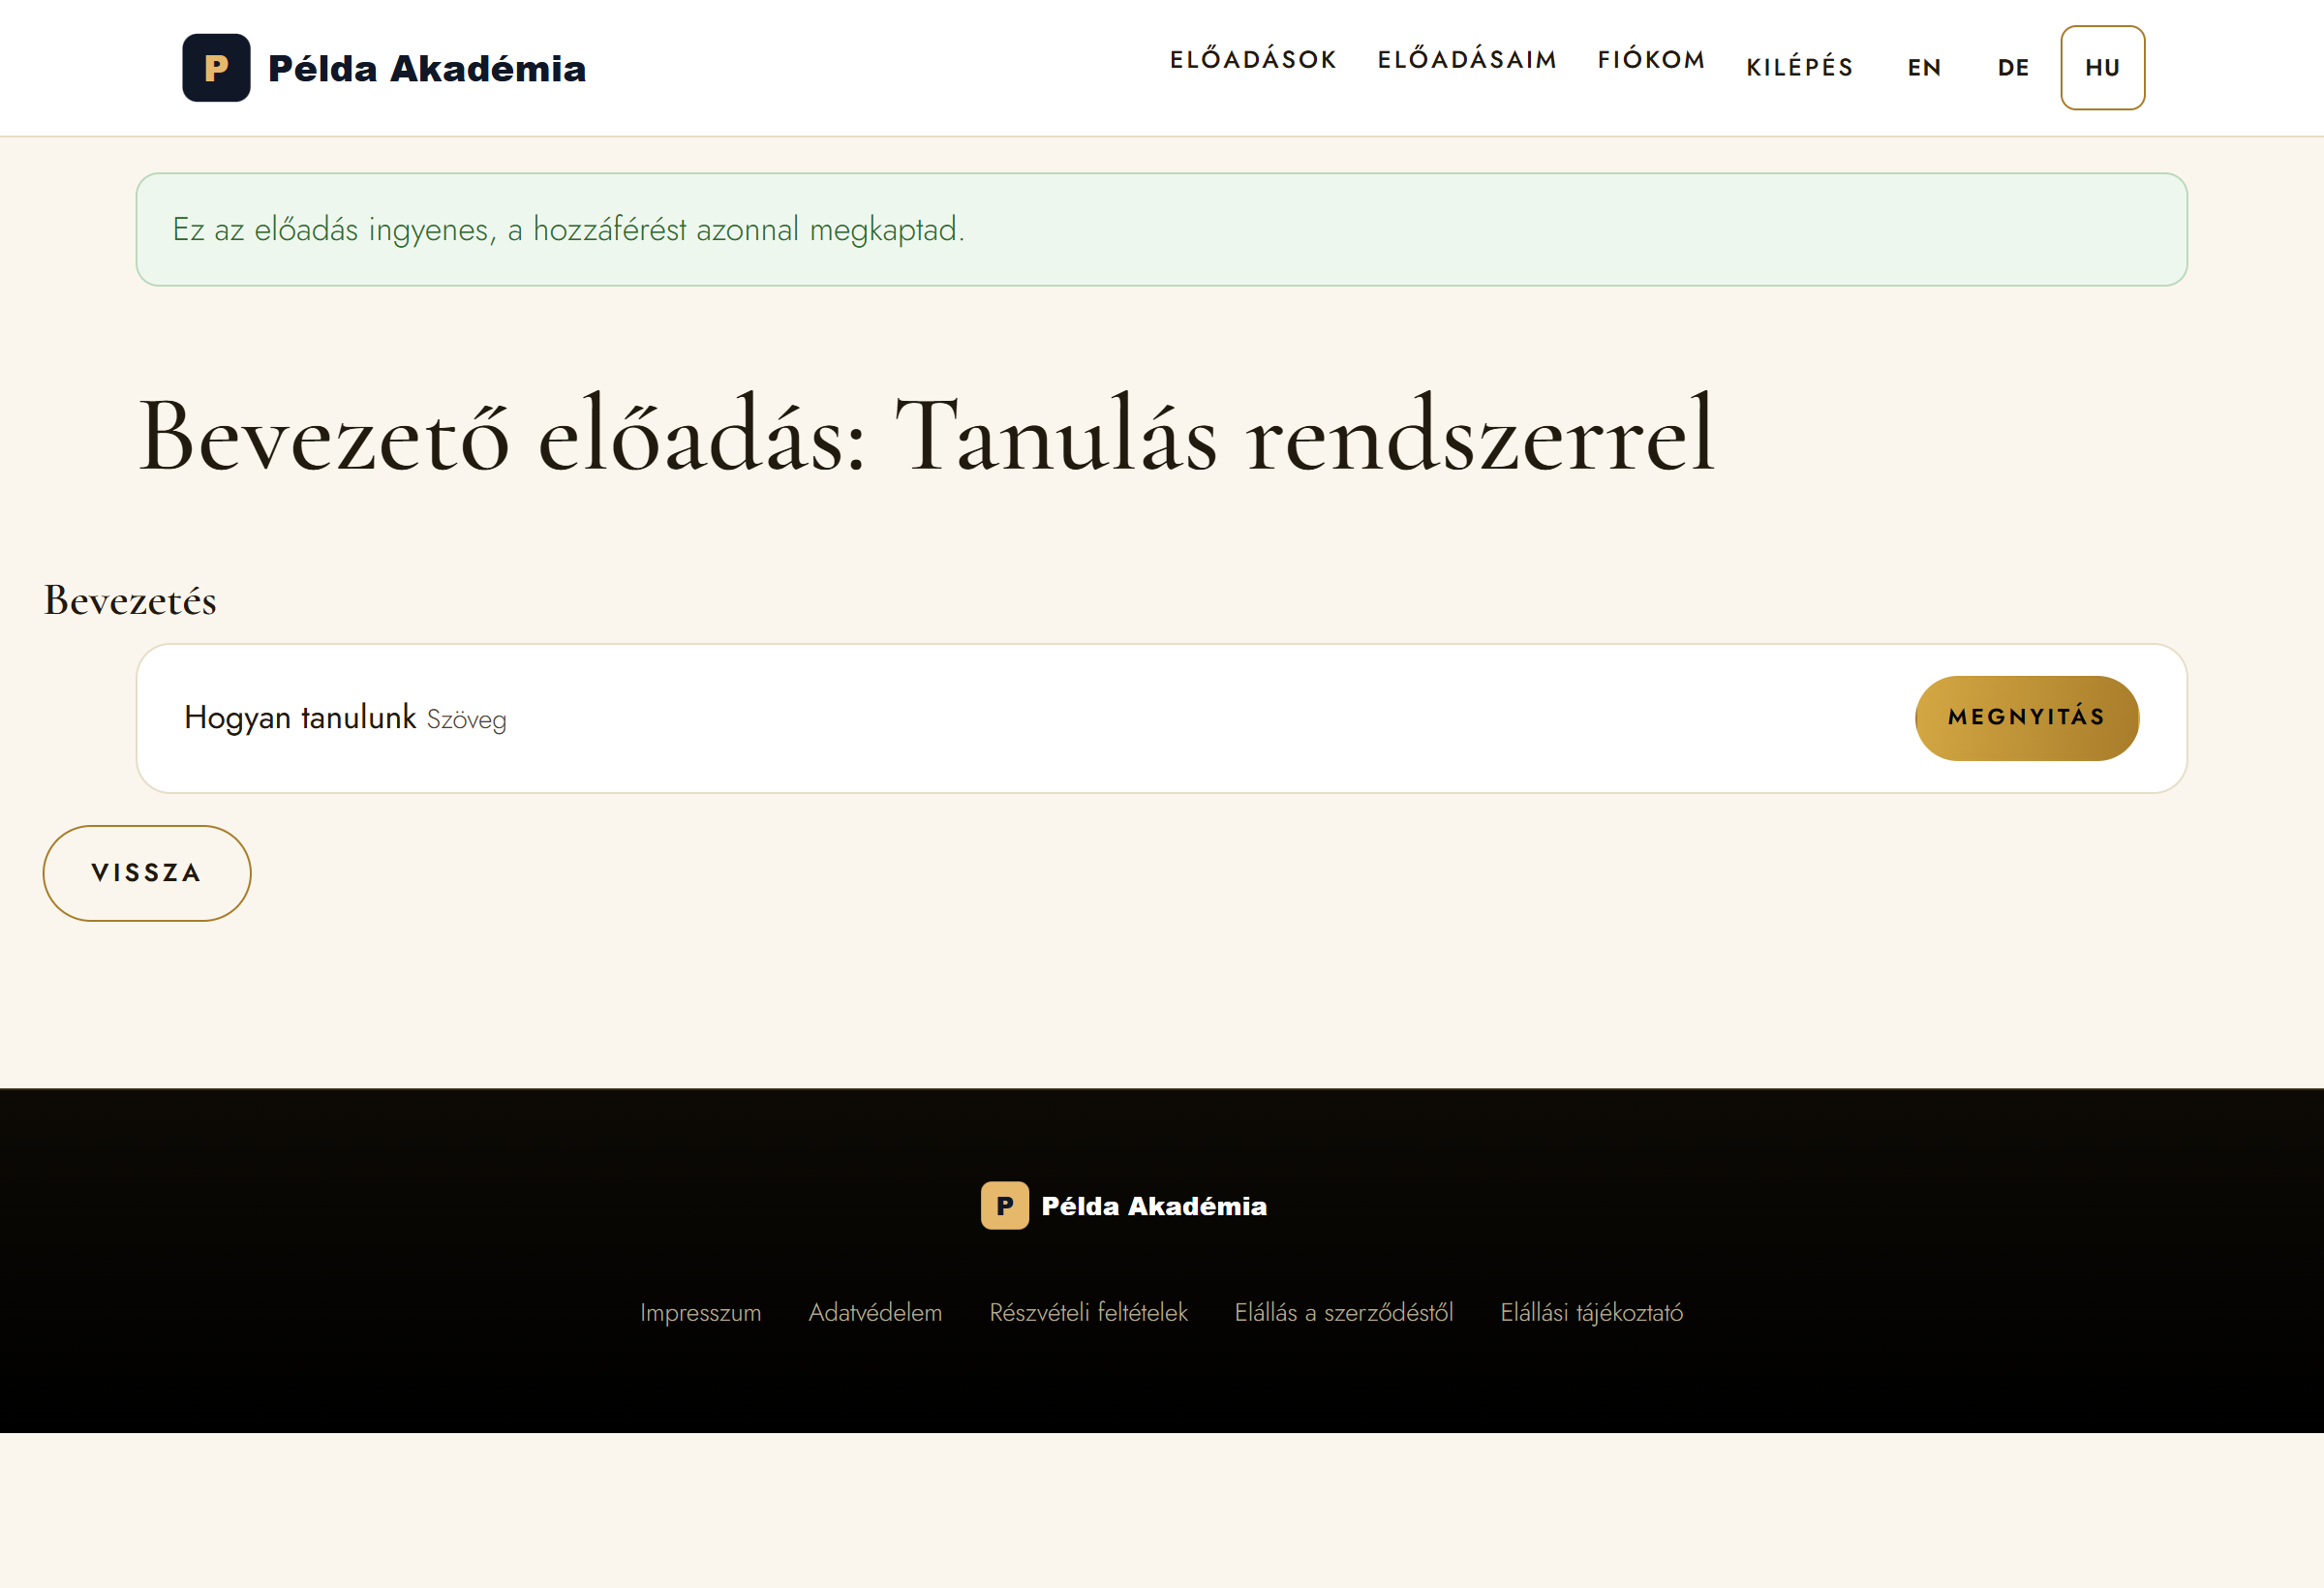 P Példa Akadémia
ELŐADÁSOK ELŐADÁSAIM FIÓKOM KILÉPÉS EN DE HU
Ez az előadás ingyenes, a hozzáférést azonnal megkaptad.
Bevezető előadás: Tanulás rendszerrel
Bevezetés
Hogyan tanulunk Szöveg MEGNYITÁS
VISSZA
P Példa Akadémia
Impresszum Adatvédelem Részvételi feltételek Elállás a szerződéstől Elállási tájékoztató